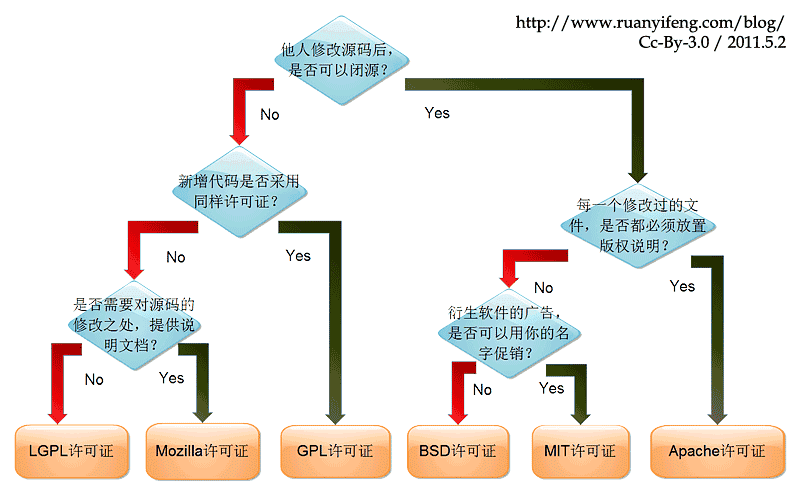 http://www.ruanyifeng.com/blog/
Cc-By-3.0 / 2011.5.2
他人修改源码后，
是否可以闭源？
No
Yes
新增代码是否采用
同样许可证？
每一个修改过的文
件，是否都必须放置
版权说明？
No
Yes
No
Yes
是否需要对源码的
修改之处，提供说
明文档？
衍生软件的广告，
是否可以用你的名
字促销？
No
Yes
No
Yes
LGPL许可证
Mozilla许可证
GPL许可证
BSD许可证
MIT许可证
Apache许可证